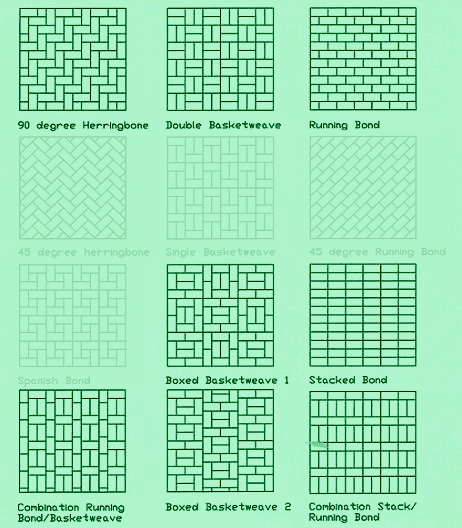 90 degree Herringbone
Double Basketweave
Running Bond
45 degree herringbone
Single Basketweave
45 degree Running Bond
Spanish Bond
Boxed Basketweave 1
Stacked Bond
Combination Running
Bond/Basketweave
Boxed Basketweave 2
Combination Stack/
Running Bond